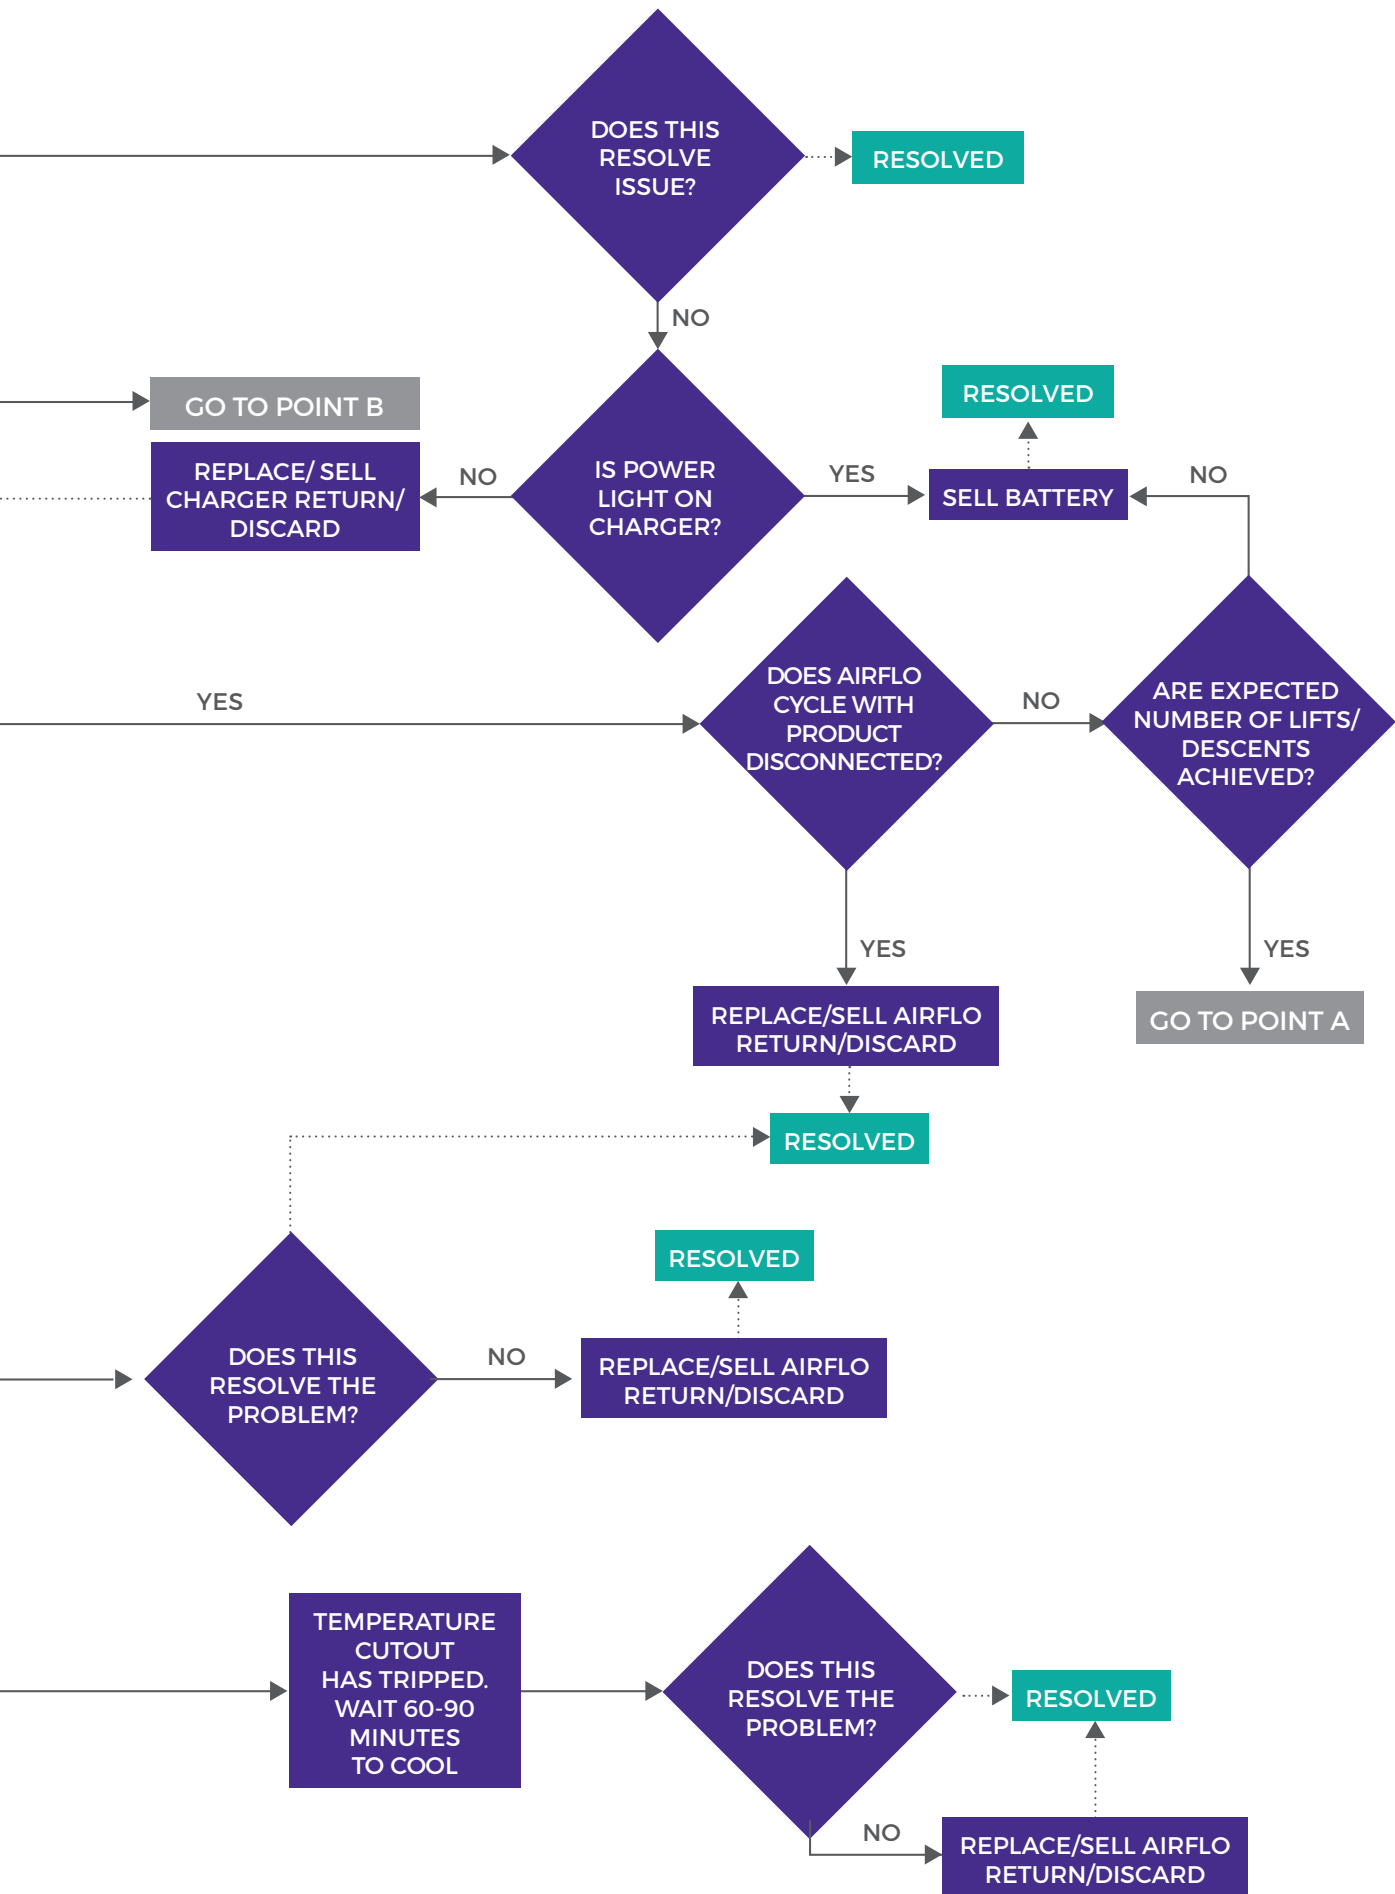 DOES THIS
RESOLVE
ISSUE?
RESOLVED
NO
GO TO POINT B
RESOLVED
REPLACE/ SELL
CHARGER RETURN/
DISCARD
NO
IS POWER
LIGHT ON
CHARGER?
YES
SELL BATTERY
NO
YES
DOES AIRFLO
CYCLE WITH
PRODUCT
DISCONNECTED?
NO
ARE EXPECTED
NUMBER OF LIFTS/
DESCENTS
ACHIEVED?
YES
YES
REPLACE/SELL AIRFLO
RETURN/DISCARD
GO TO POINT A
RESOLVED
RESOLVED
DOES THIS
RESOLVE THE
PROBLEM?
NO
REPLACE/SELL AIRFLO
RETURN/DISCARD
TEMPERATURE
CUTOUT
HAS TRIPPED.
WAIT 60-90
MINUTES
TO COOL
DOES THIS
RESOLVE THE
PROBLEM?
RESOLVED
NO
REPLACE/SELL AIRFLO
RETURN/DISCARD